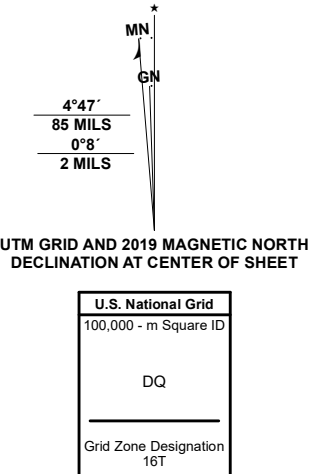 ★
MN
GN
4°47´
85 MILS
0°8´
2 MILS
UTM GRID AND 2019 MAGNETIC NORTH
DECLINATION AT CENTER OF SHEET
U.S. National Grid
100,000 - m Square ID
DQ
Grid Zone Designation
16T